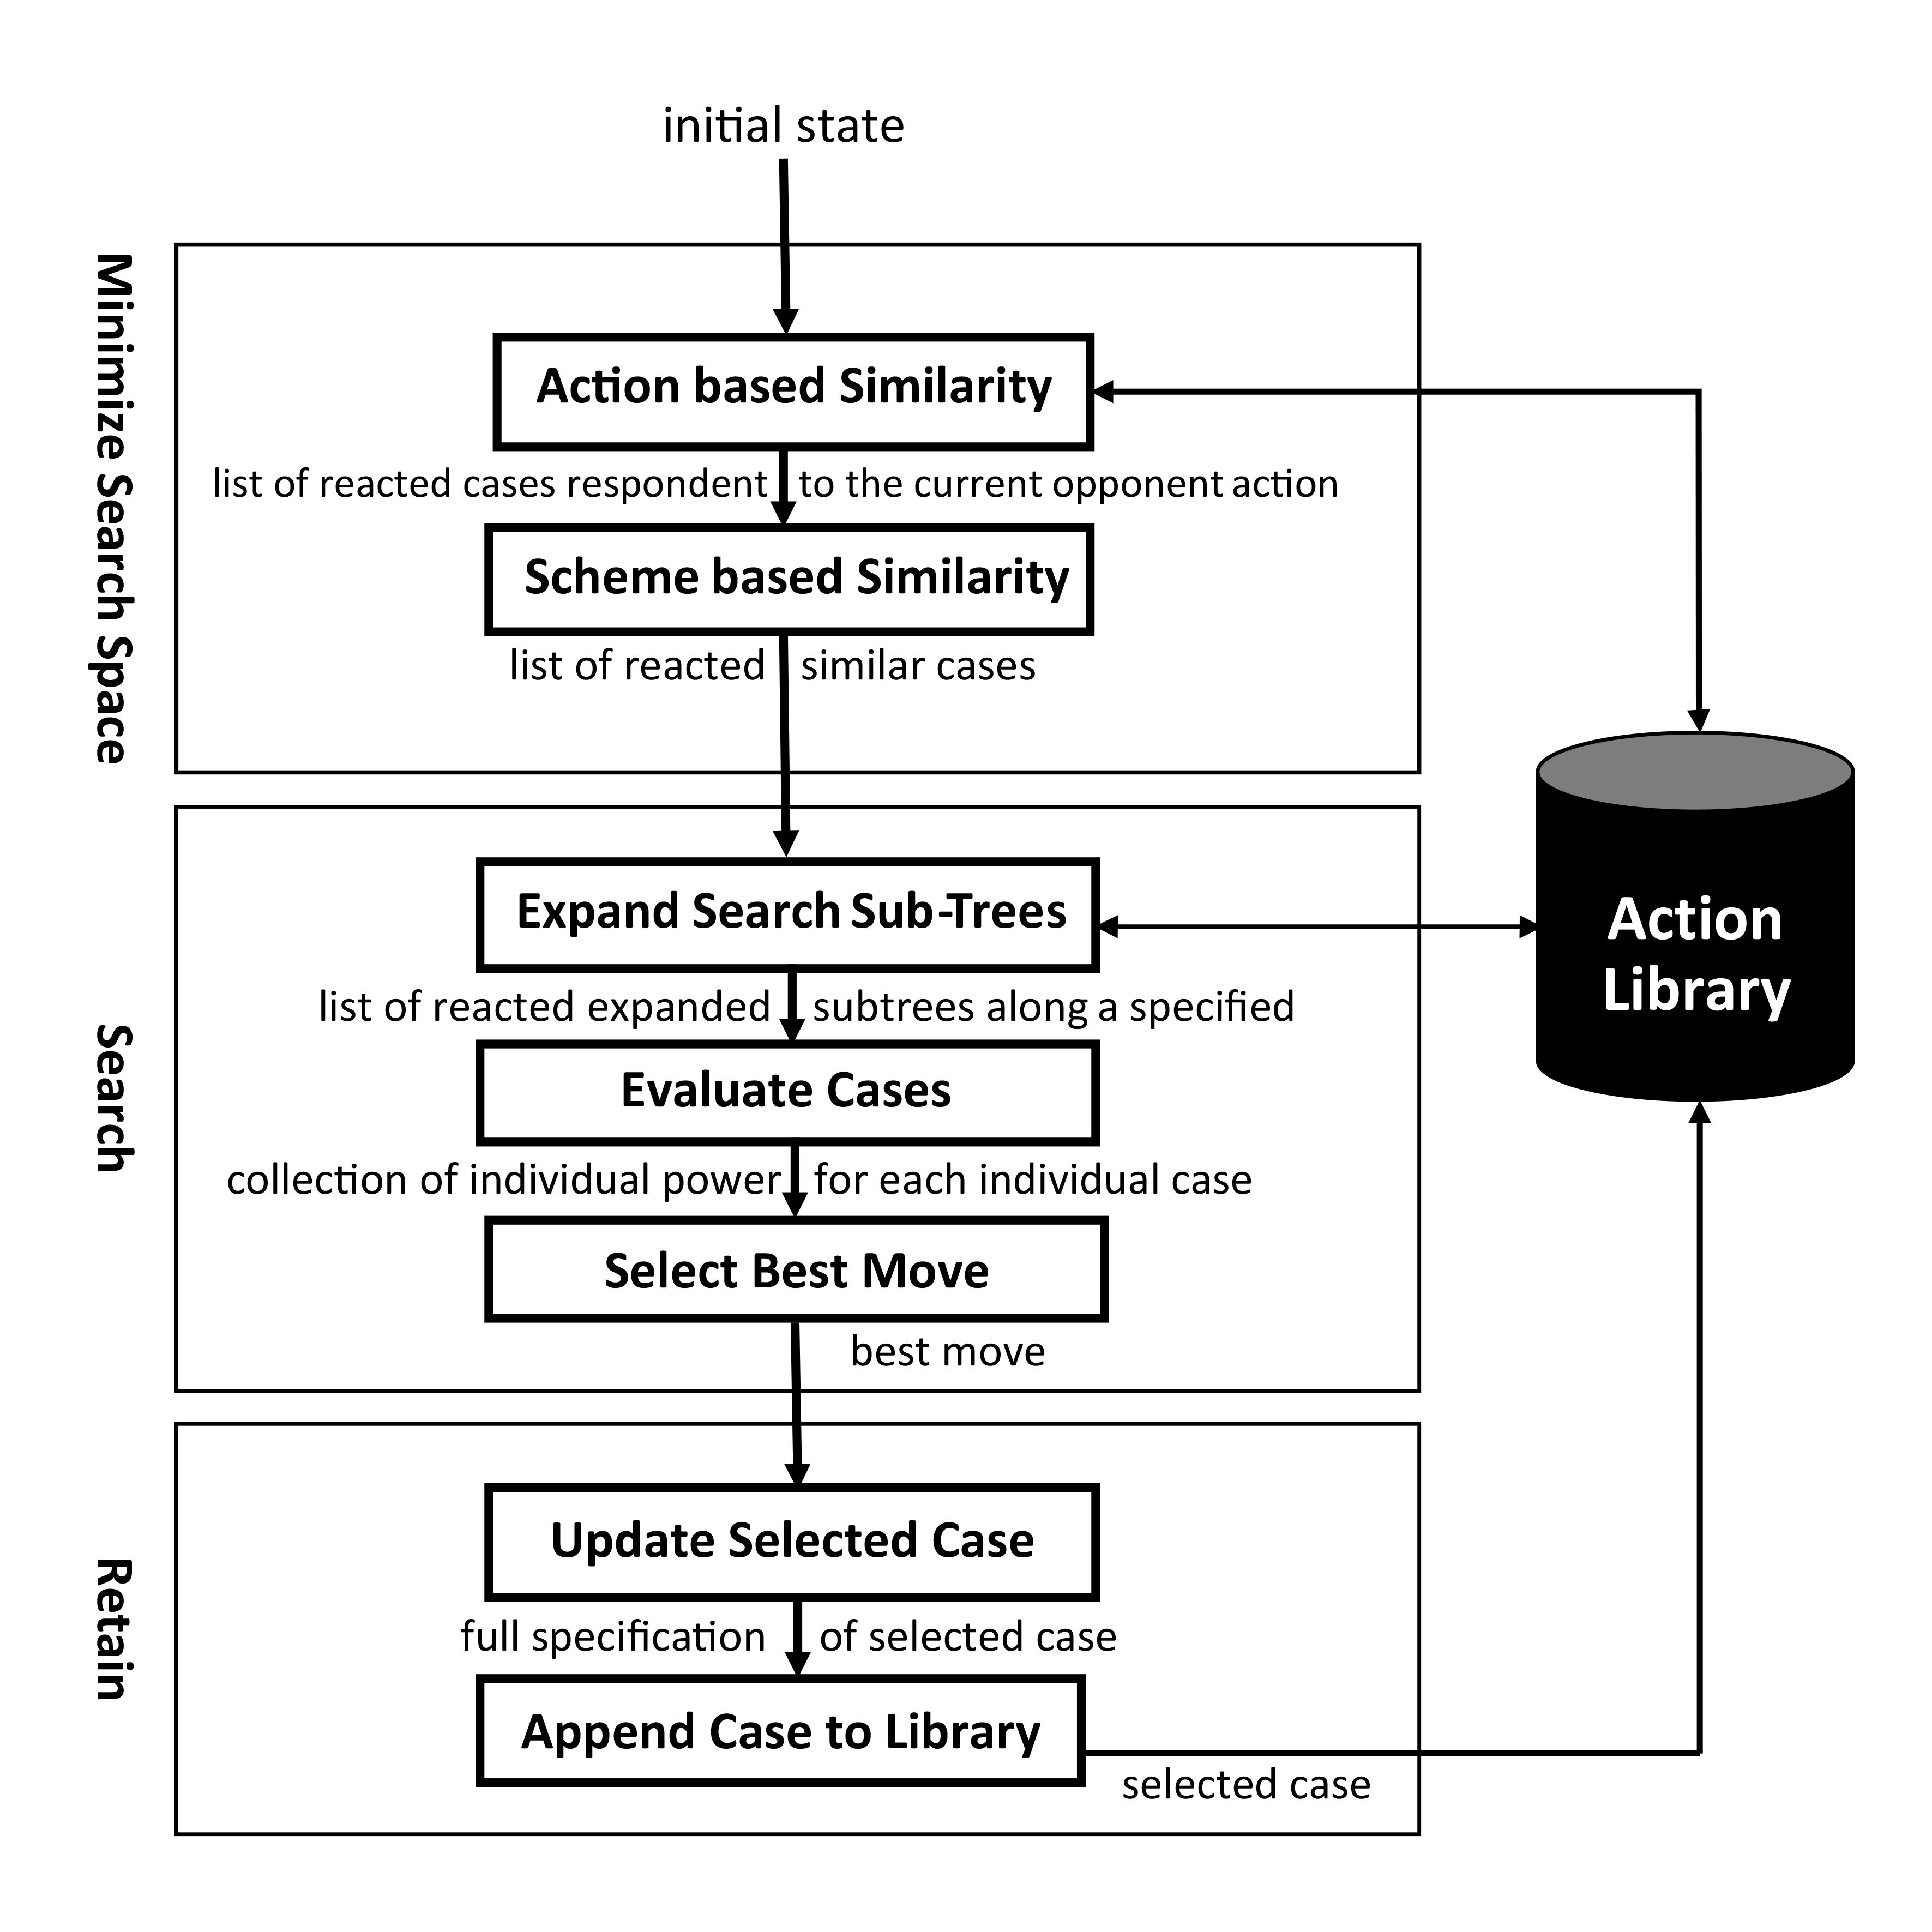 initial state
Minimize Search Space
Action based Similarity
list of reacted cases respondent to the current opponent action
Scheme based Similarity
list of reacted similar cases
Search
Expand Search Sub-Trees
list of reacted expanded subtrees along a specified
Evaluate Cases
collection of individual power for each individual case
Select Best Move
best move
Retain
Update Selected Case
full specification of selected case
Append Case to Library
selected case
Action
Library